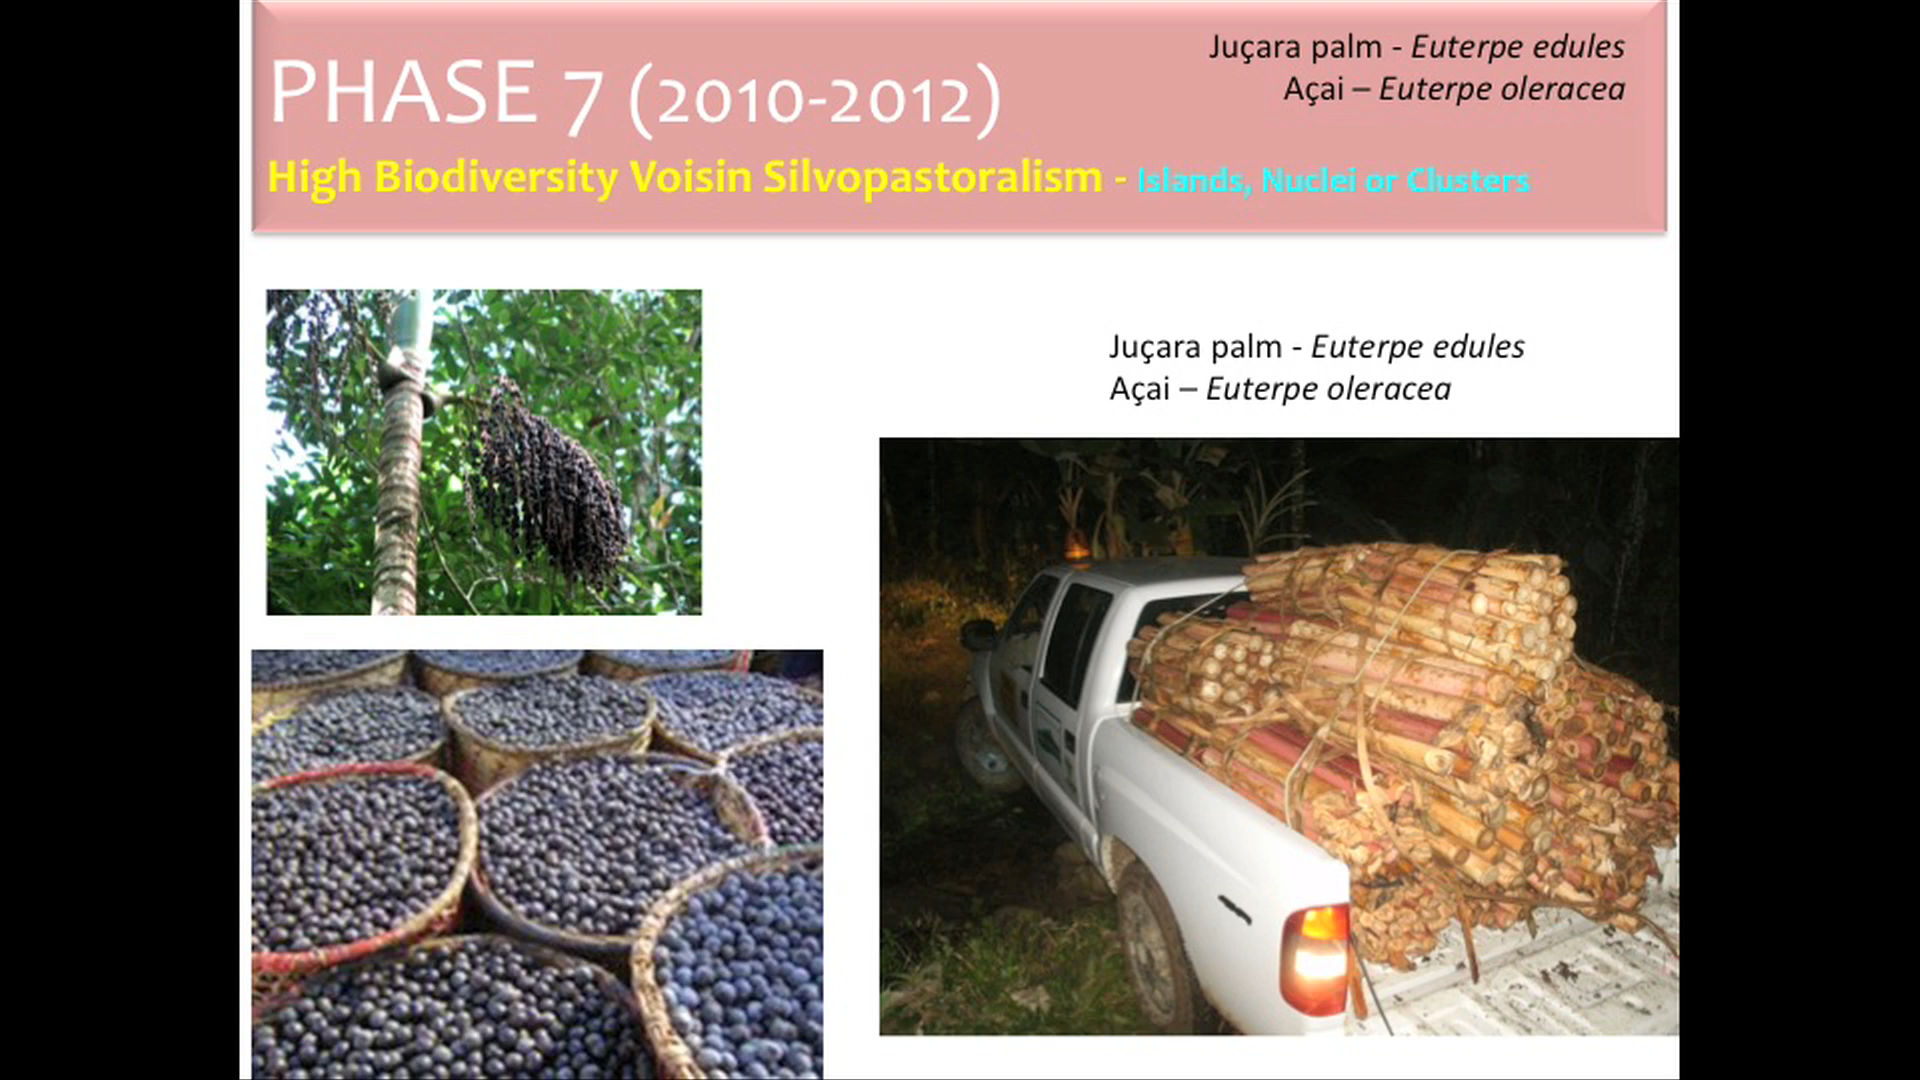 Juçara palm - Euterpe edules
Açai – Euterpe oleracea
PHASE 7 (2010-2012)
High Biodiversity Voisin Silvopastoralism - Islands, Nuclei or Clusters
Juçara palm - Euterpe edules
Açai – Euterpe oleracea